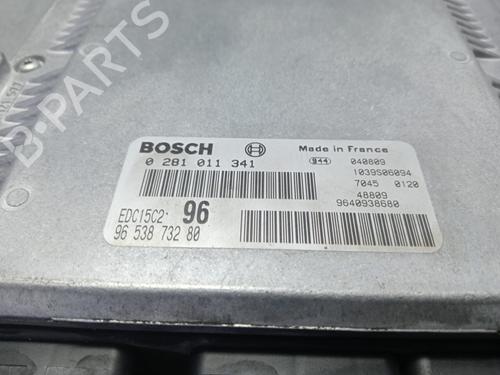 B-PARTS
BOSCH
Made in France
0 281 011 341
944 040809
1039S06094
7045 0120
48809
9640938680
EDC15C2· 96
96 538 732 80